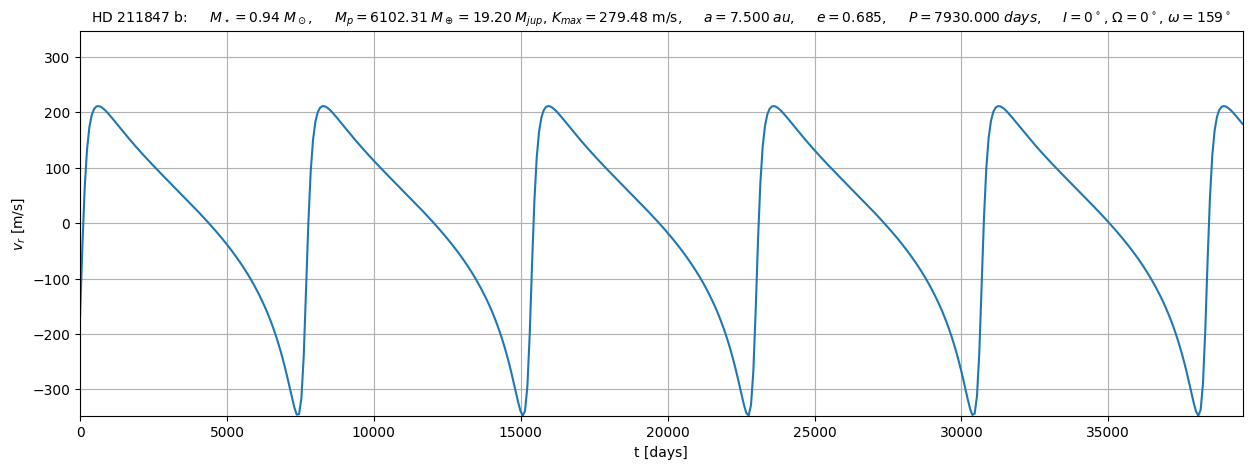 HD 211847 b: M⋆ = 0.94 M⊙, Mp = 6102.31 M⊕ = 19.20 Mjup, Kmax = 279.48 m/s, a = 7.500 au, e = 0.685, P = 7930.000 days, I = 0°, Ω = 0°, ω = 159°
300
200
100
0
−100
−200
−300
vr [m/s]
0 5000 10000 15000 20000 25000 30000 35000
t [days]